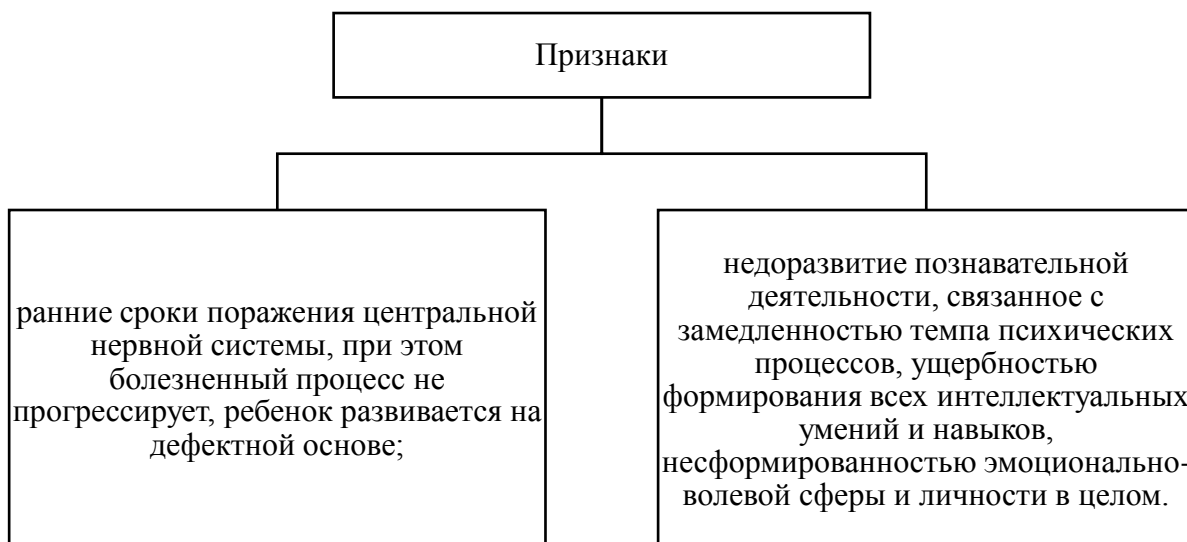 Признаки
ранние сроки поражения центральной
нервной системы, при этом
болезненный процесс не
прогрессирует, ребенок развивается на
дефектной основе;
недоразвитие познавательной
деятельности, связанное с
замедленностью темпа психических
процессов, ущербностью
формирования всех интеллектуальных
умений и навыков,
несформированностью эмоционально-
волевой сферы и личности в целом.